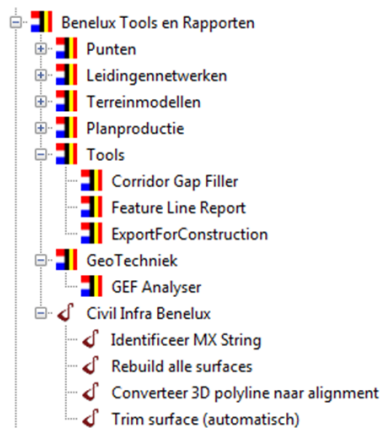 Benelux Tools en Rapporten
Punten
Leidingennetwerken
Terreinmodellen
Planproductie
Tools
Corridor Gap Filler
Feature Line Report
ExportForConstruction
GeoTechniek
GEF Analyser
Civil Infra Benelux
Identificeer MX String
Rebuild alle surfaces
Converteer 3D polyline naar alignment
Trim surface (automatisch)